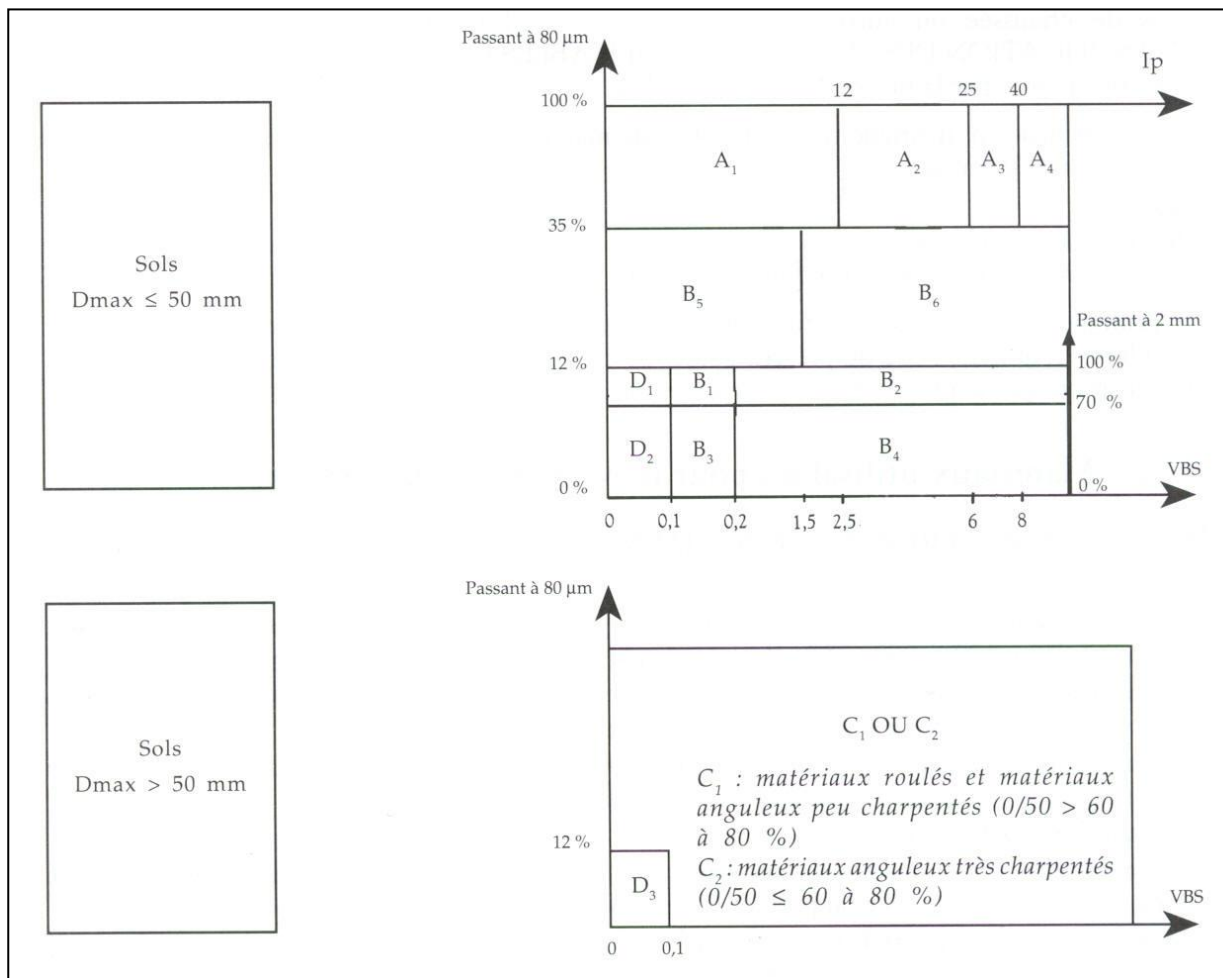 Passant à 80 µm
Ip
100 %
12
25
40
A₁
A₂
A₃
A₄
35 %
Sols
Dmax ≤ 50 mm
B₅
B₆
Passant à 2 mm
12 %
100 %
D₁
B₁
B₂
70 %
D₂
B₃
B₄
VBS
0 %
0 %
0
0,1
0,2
1,5
2,5
6
8
Passant à 80 µm
Sols
Dmax > 50 mm
C₁ OU C₂
C₁ : matériaux roulés et matériaux
anguleux peu charpentés (0/50 > 60
à 80 %)
C₂ : matériaux anguleux très charpentés
(0/50 ≤ 60 à 80 %)
12 %
D₃
VBS
0
0,1